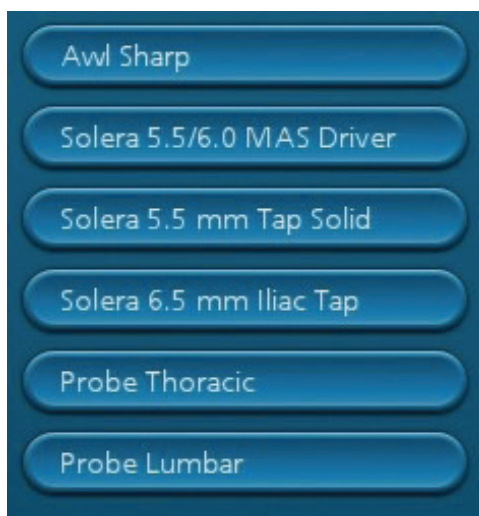 Awl Sharp
Solera 5.5/6.0 MAS Driver
Solera 5.5 mm Tap Solid
Solera 6.5 mm Iliac Tap
Probe Thoracic
Probe Lumbar